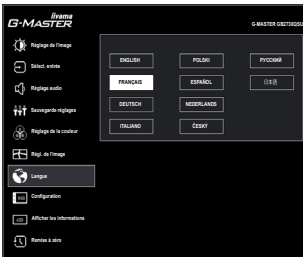 iiyama
G-MASTER
G-MASTER GB2730QSU
Réglage de l'image
Sélect. entrée
Réglage audio
Sauvegarde réglages
Réglage de la couleur
Régl. de l'image
Langue
Configuration
Afficher les informations
Remise à zéro
ENGLISH
POLSKI
РУССКИЙ
FRANÇAIS
ESPAÑOL
日本語
DEUTSCH
NEDERLANDS
ITALIANO
ČESKÝ